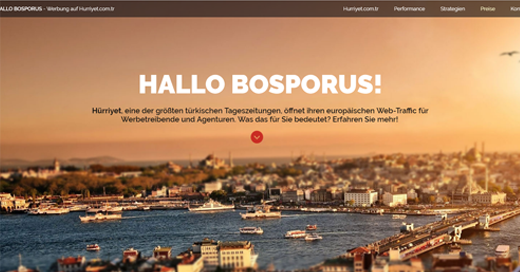 HALLO BOSPORUS - Werbung auf Hurriyet.com.tr
Hurriyet.com.tr Performance Strategien Preise
HALLO BOSPORUS!
Hürriyet, eine der größten türkischen Tageszeitungen, öffnet ihren europäischen Web-Traffic für
Werbetreibende und Agenturen. Was das für Sie bedeutet? Erfahren Sie mehr!